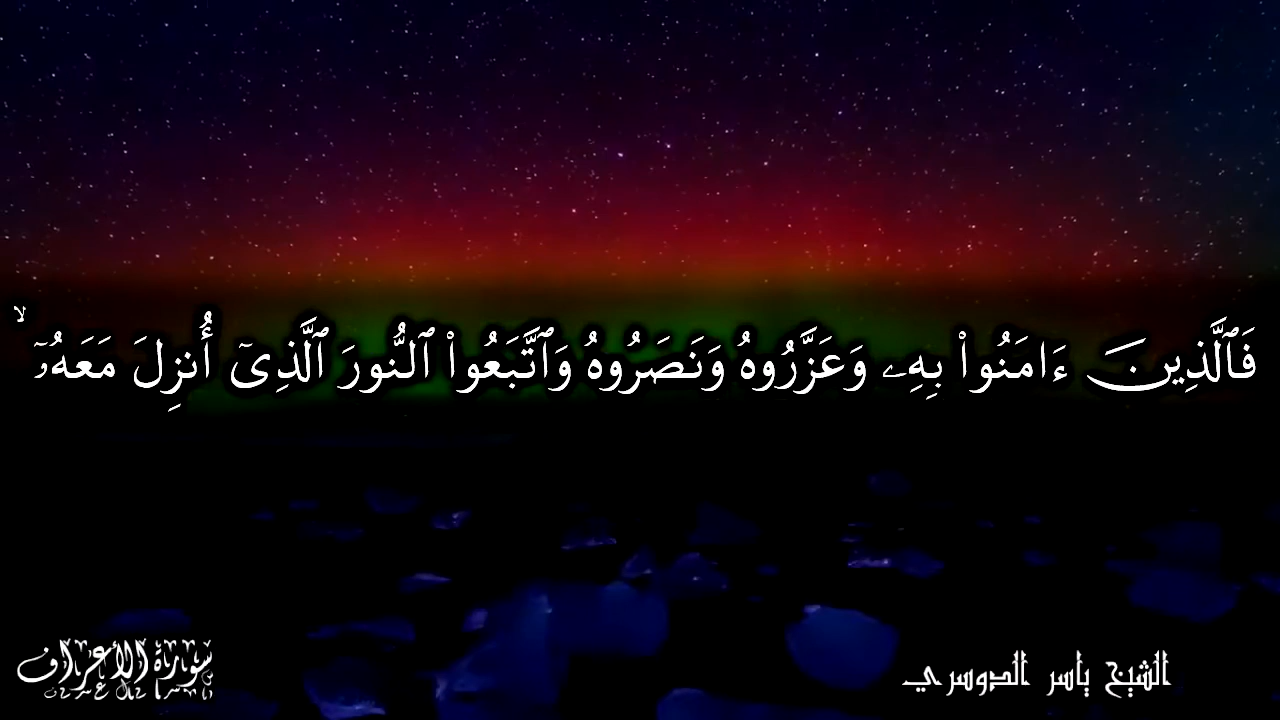 فَٱلَّذِينَ ءَامَنُوا۟ بِهِۦ وَعَزَّرُوهُ وَنَصَرُوهُ وَٱتَّبَعُوا۟ ٱلنُّورَ ٱلَّذِىٓ أُنزِلَ مَعَهُۥٓ ۙ
سورة الأعراف
الشيخ ياسر الدوسري